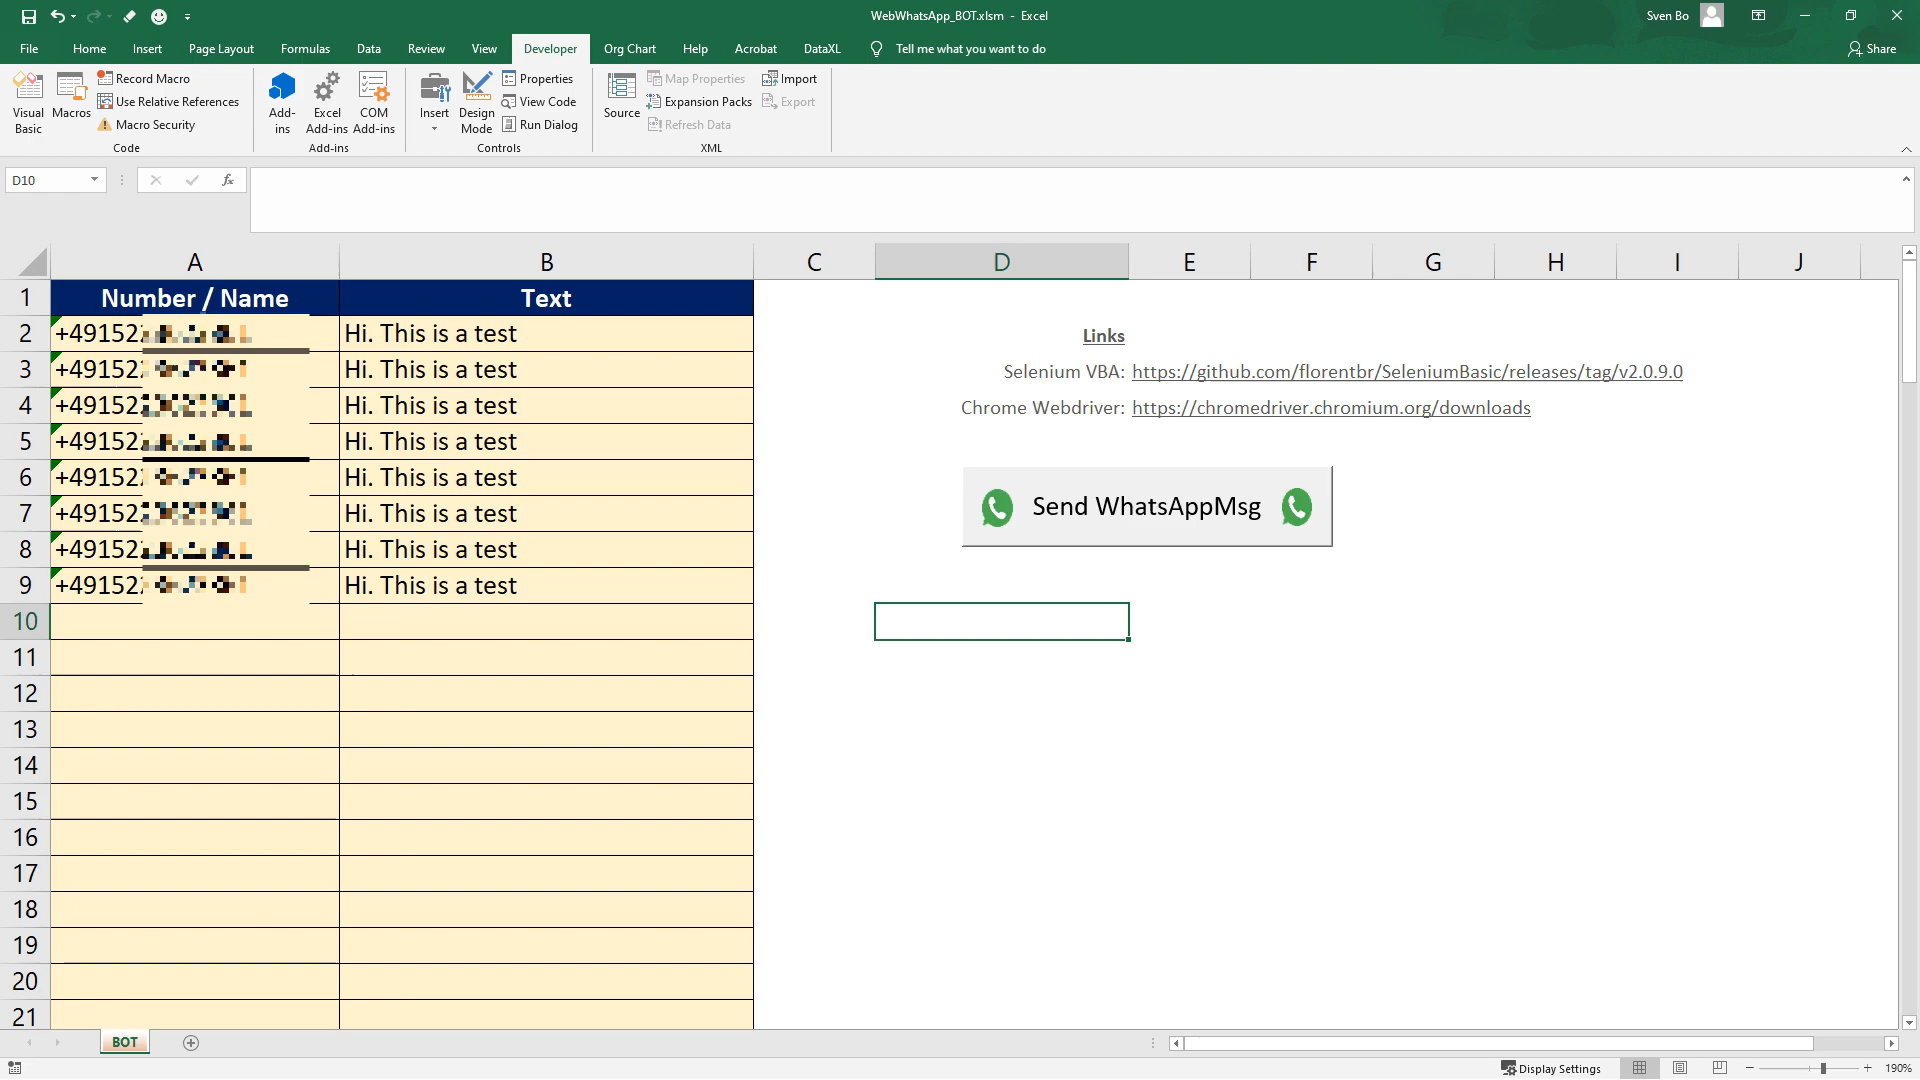 WebWhatsApp_BOT.xlsm - Excel
Sven Bo
File Home Insert Page Layout Formulas Data Review View Developer Org Chart Help Acrobat DataXL Tell me what you want to do
Share
Visual Basic
Macros
Record Macro
Use Relative References
Macro Security
Code
Add-ins
Excel Add-ins
COM Add-ins
Add-ins
Insert
Design Mode
Properties
View Code
Run Dialog
Controls
Source
Map Properties
Expansion Packs
Refresh Data
Import
Export
XML
D10
fx
A B C D E F G H I J
1 Number / Name Text
2 +49152 Hi. This is a test
Links
3 +49152 Hi. This is a test
Selenium VBA: https://github.com/florentbr/SeleniumBasic/releases/tag/v2.0.9.0
4 +49152 Hi. This is a test
Chrome Webdriver: https://chromedriver.chromium.org/downloads
5 +49152 Hi. This is a test
6 +49152 Hi. This is a test
7 +49152 Hi. This is a test
Send WhatsAppMsg
8 +49152 Hi. This is a test
9 +49152 Hi. This is a test
10
11
12
13
14
15
16
17
18
19
20
21
BOT
Display Settings
190%